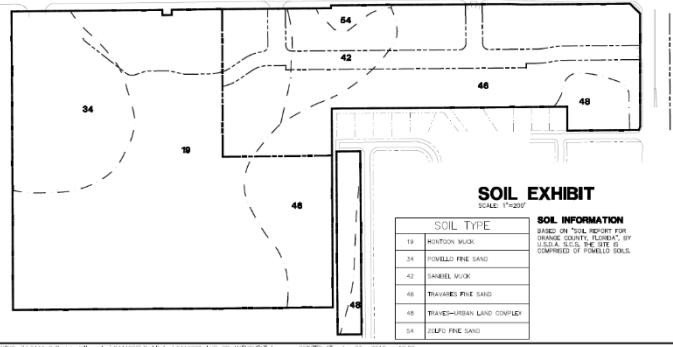 54
42
46
34
48
19
46
48
SOIL EXHIBIT
SCALE: 1"=200'
SOIL TYPE
19 HONTOON MUCK
34 POMELLO FINE SAND
42 SANIBEL MUCK
46 TAVARES FINE SAND
48 TRAVES-URBAN LAND COMPLEX
54 ZOLFO FINE SAND
SOIL INFORMATION
BASED ON "SOIL REPORT FOR
ORANGE COUNTY, FLORIDA", BY
U.S.D.A. S.C.S. THE SITE IS
COMPRISED OF POMELLO SOILS.